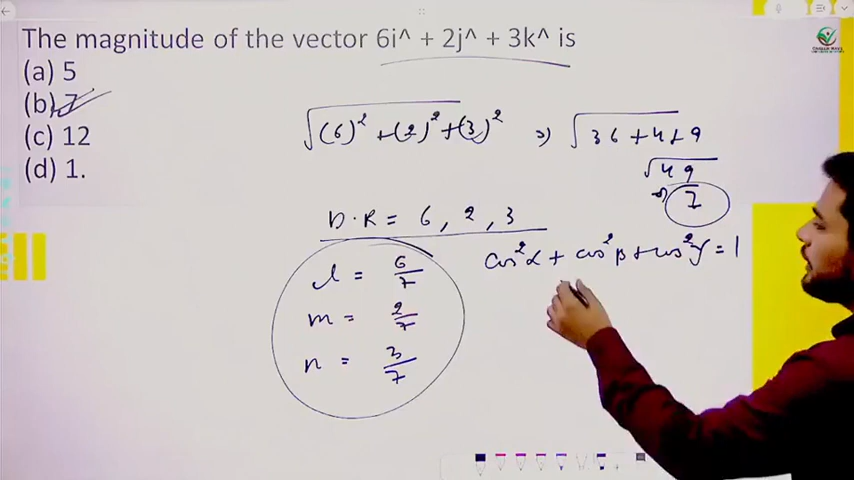 The magnitude of the vector 6i^ + 2j^ + 3k^ is
(a) 5
(b) 7
(c) 12
(d) 1.
√(6)² + (2)² + (3)² ⇒ √36 + 4 + 9
√49
⇒ 7
D.R = 6, 2, 3
cos²α + cos²β + cos²γ = 1
l = 6/7
m = 2/7
n = 3/7